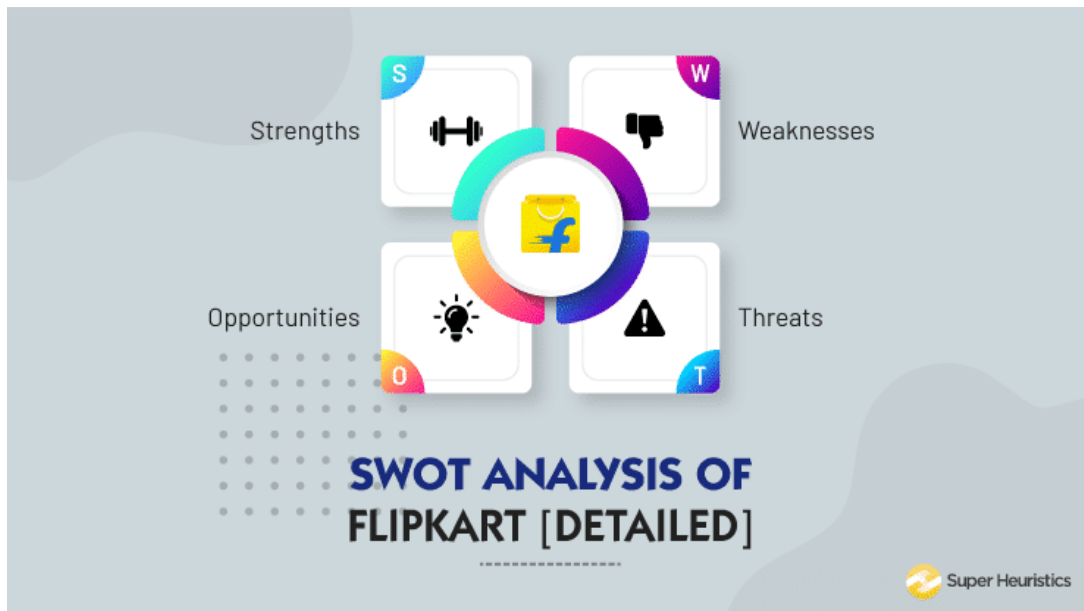 S
W
Strengths
Weaknesses
f
Opportunities
Threats
O
T
SWOT ANALYSIS OF
FLIPKART [DETAILED]
Super Heuristics